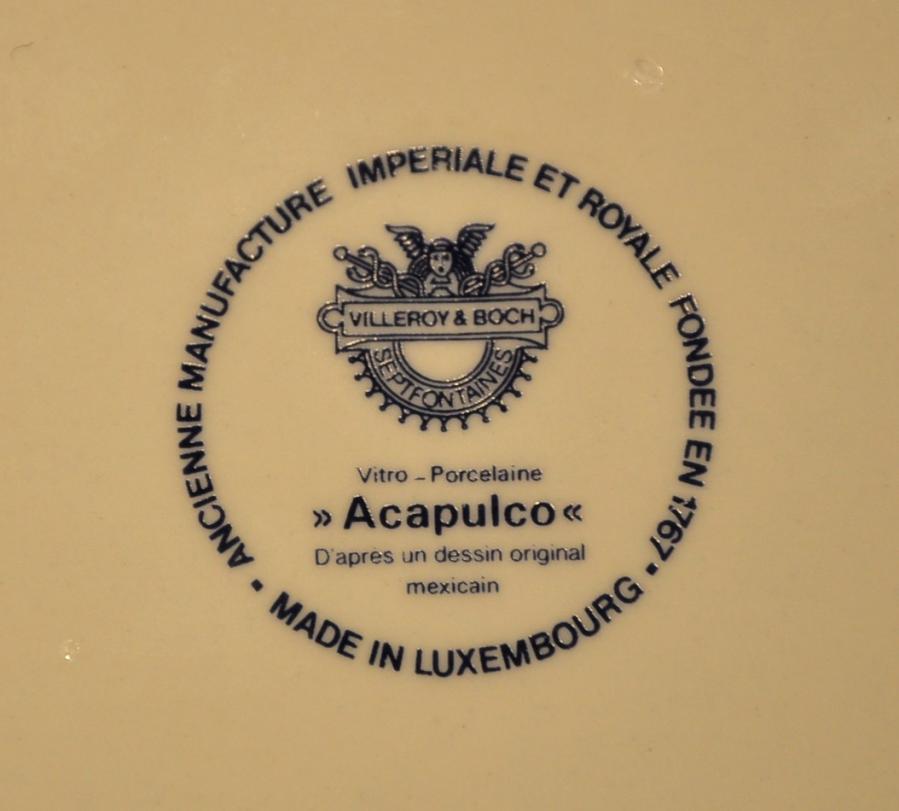 ANCIENNE MANUFACTURE IMPERIALE ET ROYALE FONDEE EN 1767
VILLEROY & BOCH
SEPTFONTAINES
Vitro - Porcelaine
» Acapulco «
D'après un dessin original
mexicain
MADE IN LUXEMBOURG